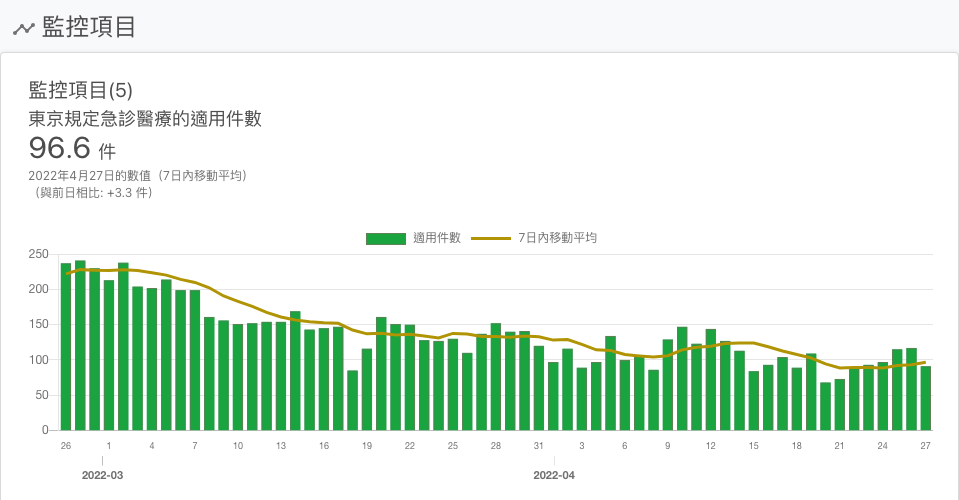 監控項目
監控項目(5)
東京規定急診醫療的適用件數
96.6 件
2022年4月27日的數值（7日內移動平均）
（與前日相比: +3.3 件）
適用件數 7日內移動平均
250
200
150
100
50
0
26 1 4 7 10 13 16 19 22 25 28 31 3 6 9 12 15 18 21 24 27
2022-03 2022-04